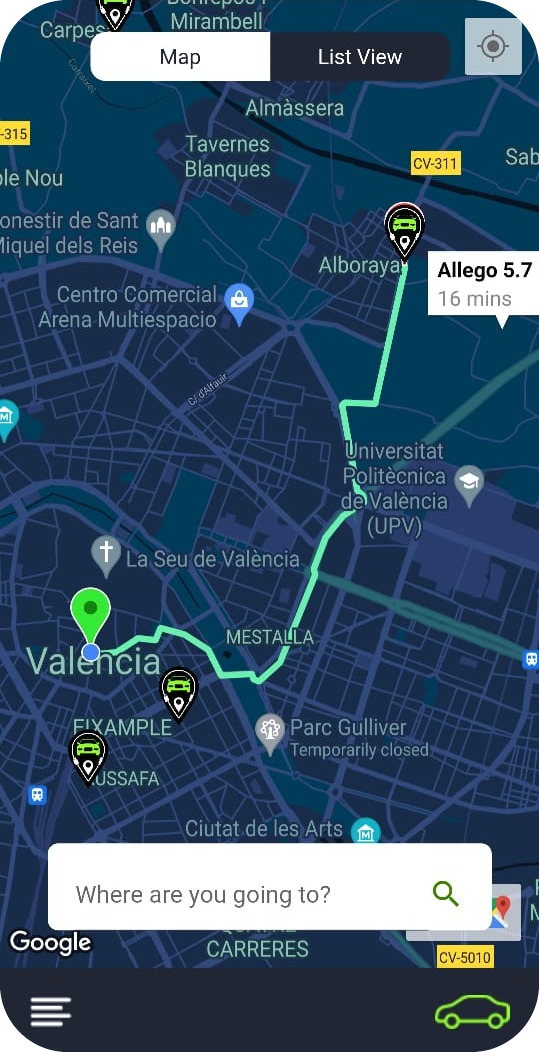 Carpes
Mirambell
Map
List View
Carraixet
Almàssera
-315
Tavernes
Blanques
CV-311
Sab
ble Nou
onestir de Sant
Miquel dels Reis
Alboraya
Allego 5.7
16 mins
Centro Comercial
Arena Multiespacio
C/ d'Alfauir
Universitat
Politècnica
de València
(UPV)
La Seu de València
MESTALLA
València
EIXAMPLE
Parc Gulliver
Temporarily closed
USSAFA
Ciutat de les Arts
Where are you going to?
Google
CARRERES
CV-5010